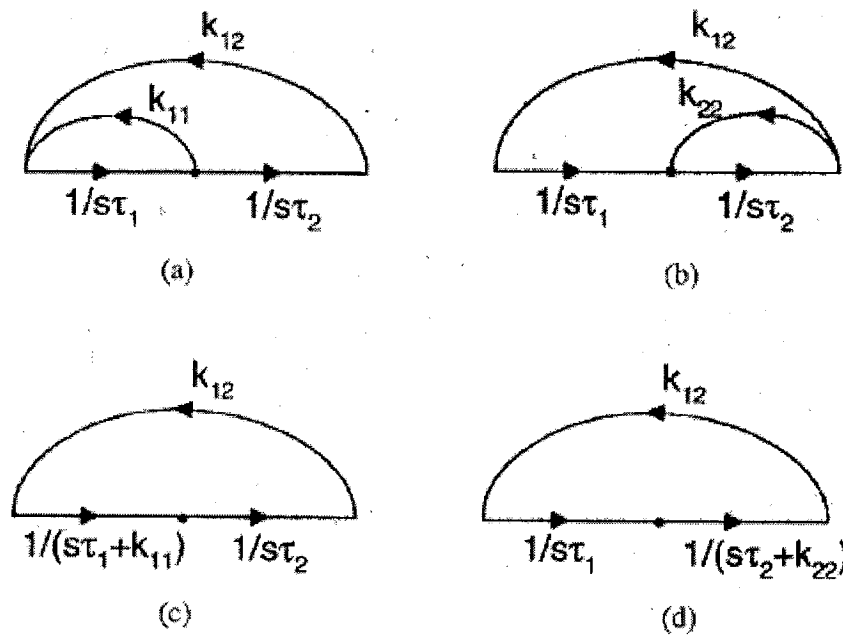 k₁₂
k₁₁
1/sτ₁ 1/sτ₂
(a)
k₁₂
k₂₂
1/sτ₁ 1/sτ₂
(b)
k₁₂
1/(sτ₁+k₁₁) 1/sτ₂
(c)
k₁₂
1/sτ₁ 1/(sτ₂+k₂₂)
(d)